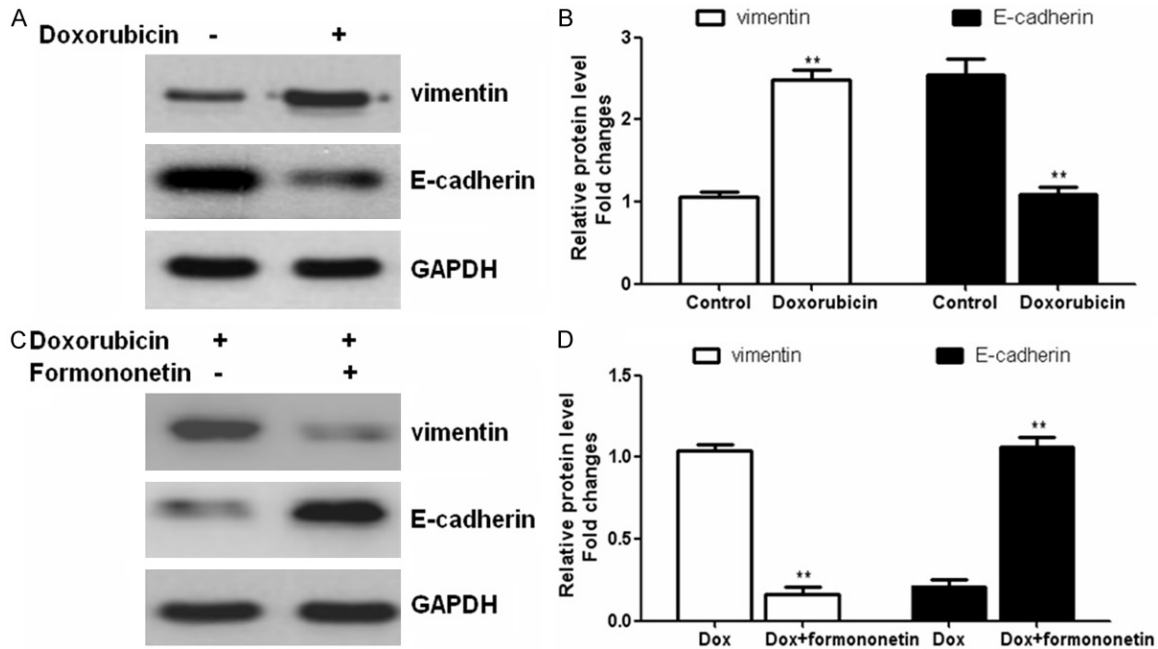 A
Doxorubicin - +
vimentin
E-cadherin
GAPDH
B
vimentin E-cadherin
Relative protein level
Fold changes
3
2
1
0
**
**
Control Doxorubicin Control Doxorubicin
C
Doxorubicin + +
Formononetin - +
vimentin
E-cadherin
GAPDH
D
vimentin E-cadherin
Relative protein level
Fold changes
1.5
1.0
0.5
0.0
**
**
Dox Dox+formononetin Dox Dox+formononetin